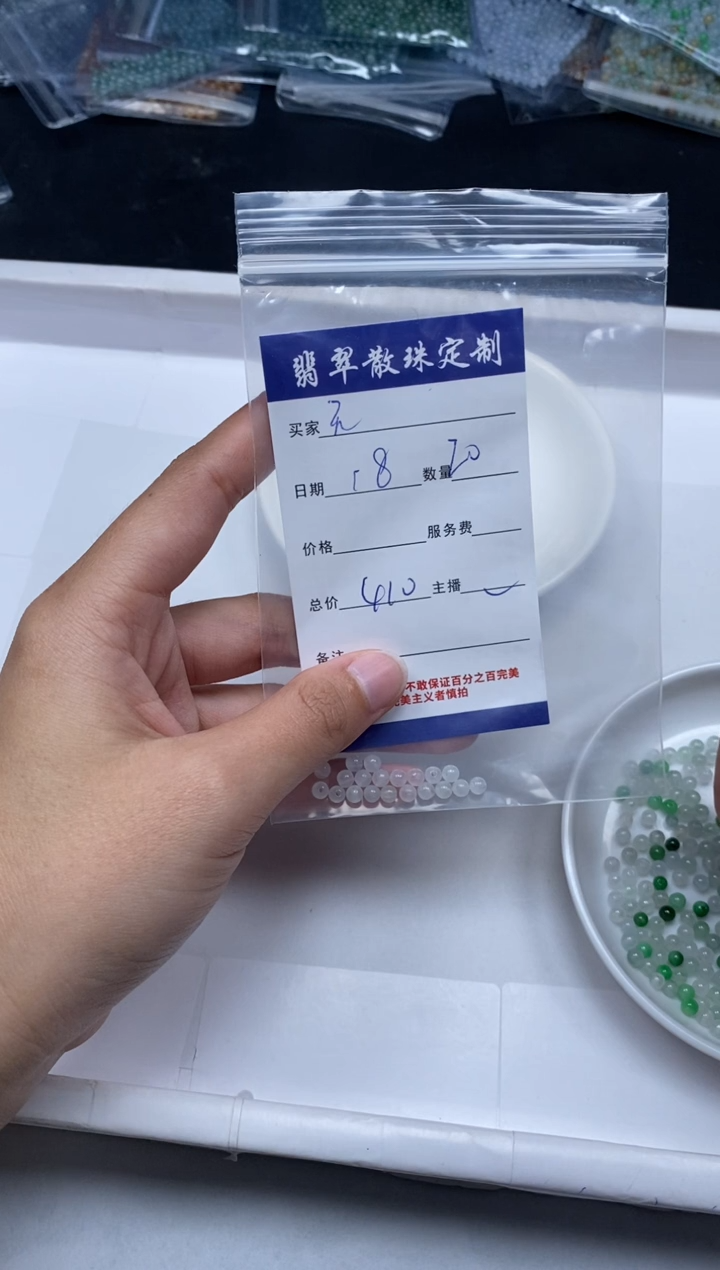 翡翠散珠定制
买家
日期 18 数量 20
价格 服务费
总价 410 主播
备注
不敢保证百分之百完美
美主义者慎拍